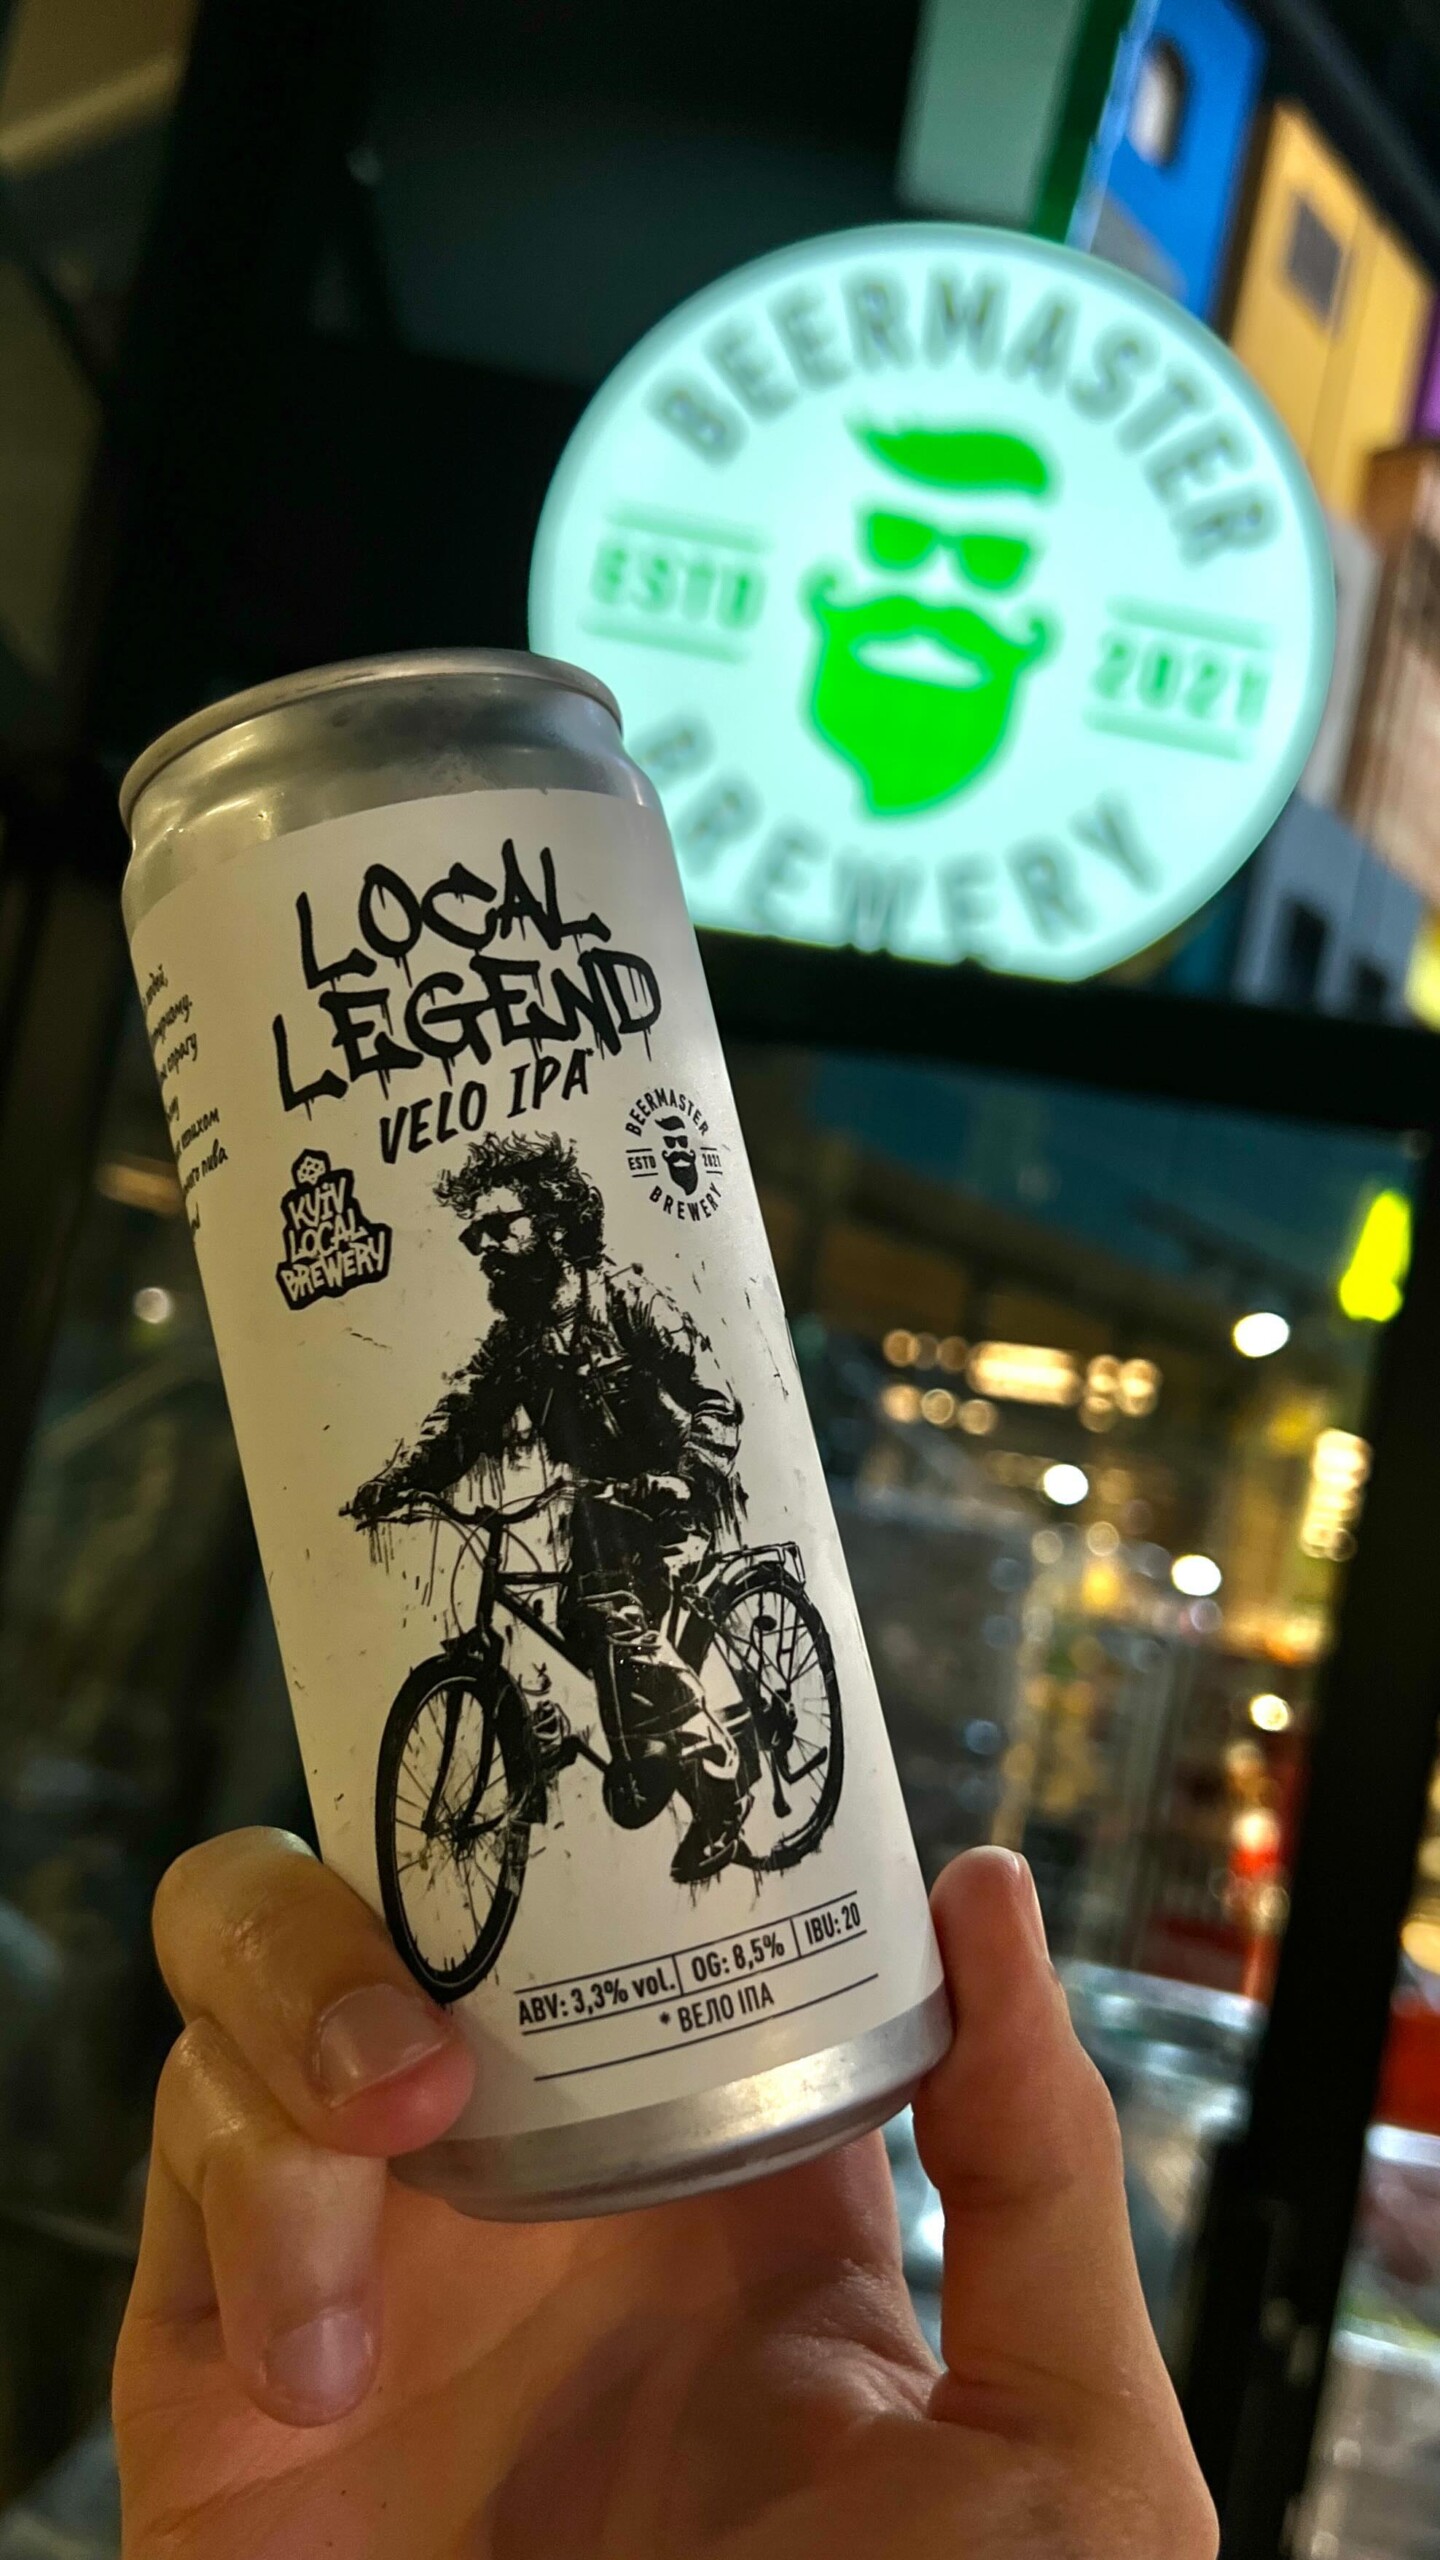 BEERMASTER
ESTD 2021
BREWERY
LOCAL
LEGEND
VELO IPA*
BEERMASTER
ESTD 2021
BREWERY
KYIV
LOCAL
BREWERY
ABV: 3,3% vol. OG: 8,5% IBU: 20
* ВЕЛО ІПА